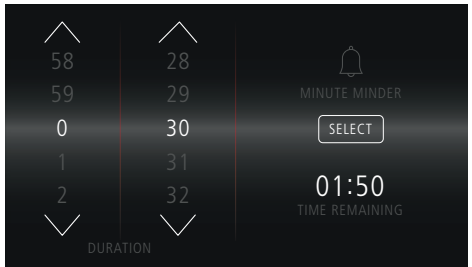 58 28
59 29
MINUTE MINDER
0 30
SELECT
1 31
2 32
01:50
TIME REMAINING
DURATION